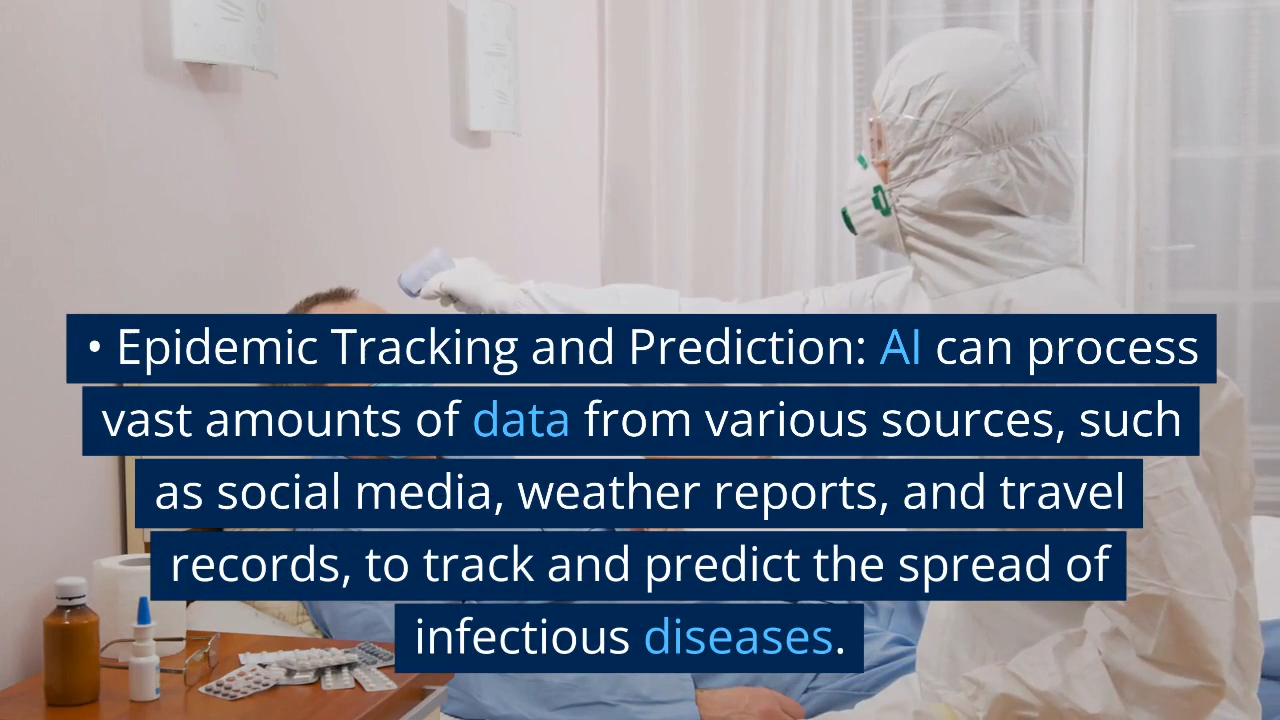 • Epidemic Tracking and Prediction: AI can process
vast amounts of data from various sources, such
as social media, weather reports, and travel
records, to track and predict the spread of
infectious diseases.